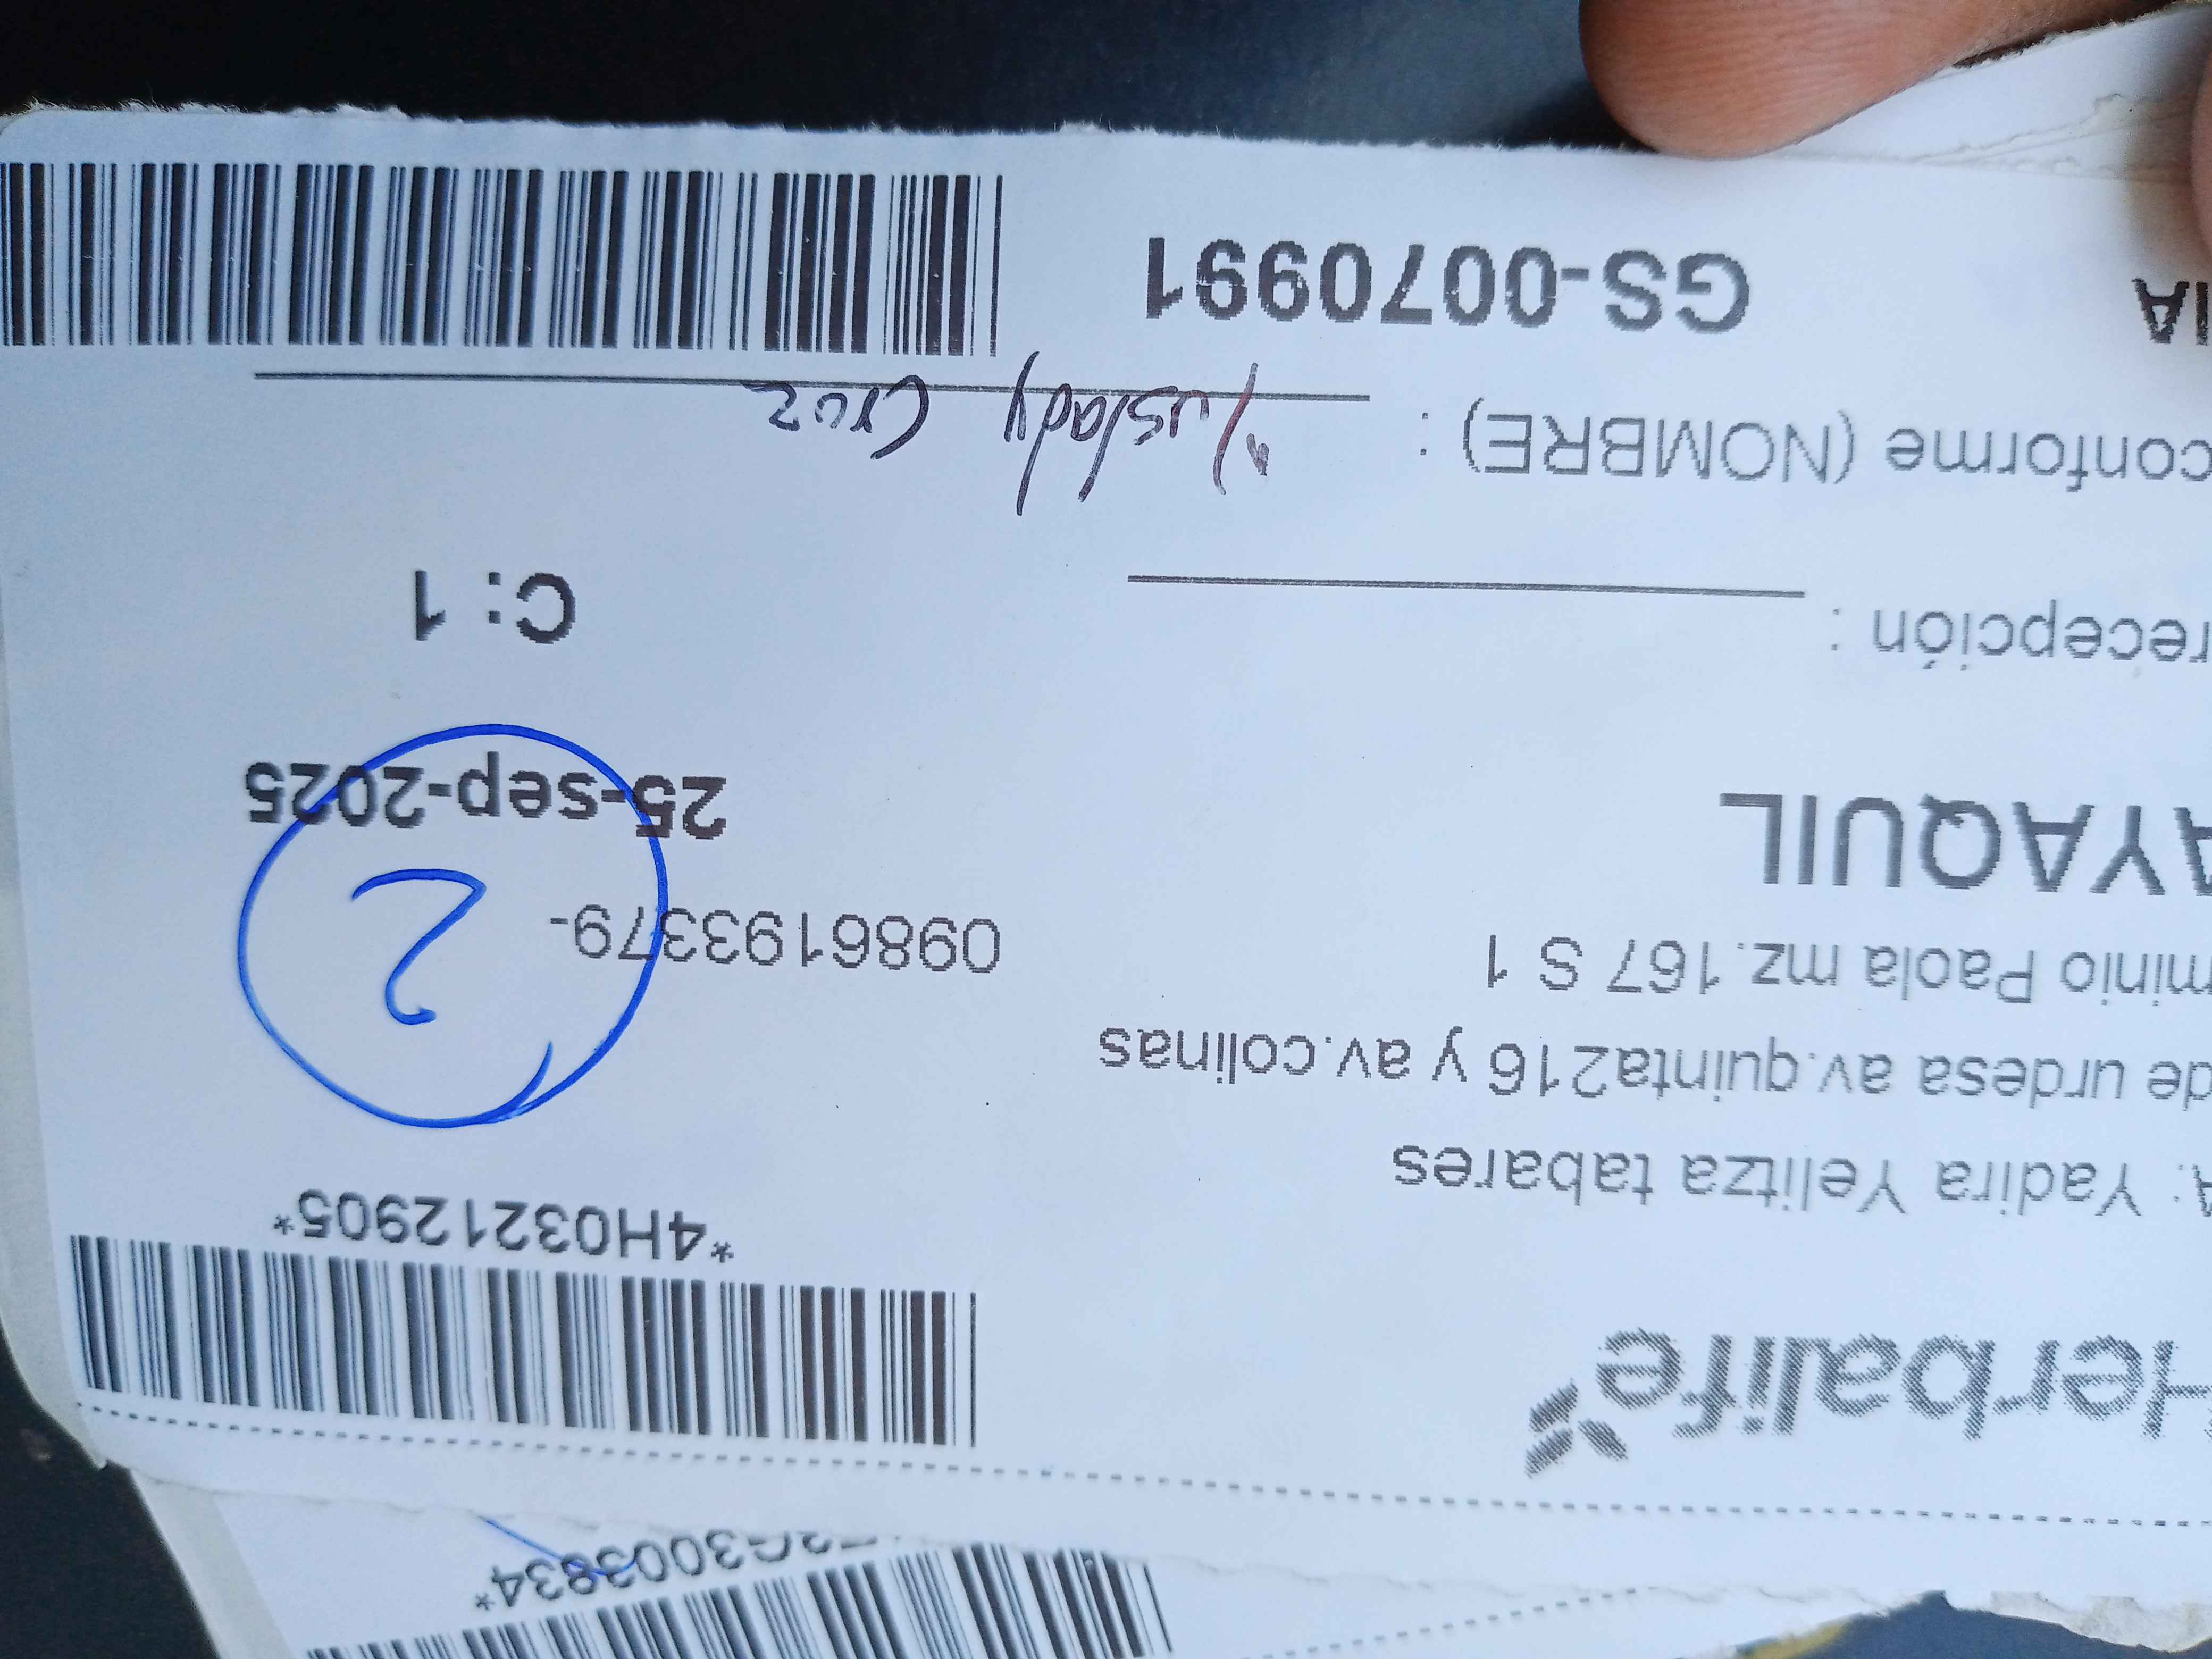 Herbalife
*4H03212905*
A: Yadira Yelitza tabares
de urdesa av.quinta216 y av.colinas
minio Paola mz.167 S 1
0986193379-
2
AYAQUIL
25-sep-2025
recepción :
C: 1
conforme (NOMBRE) : Yuslady Cruz
IA
GS-0070991
3G3003834*